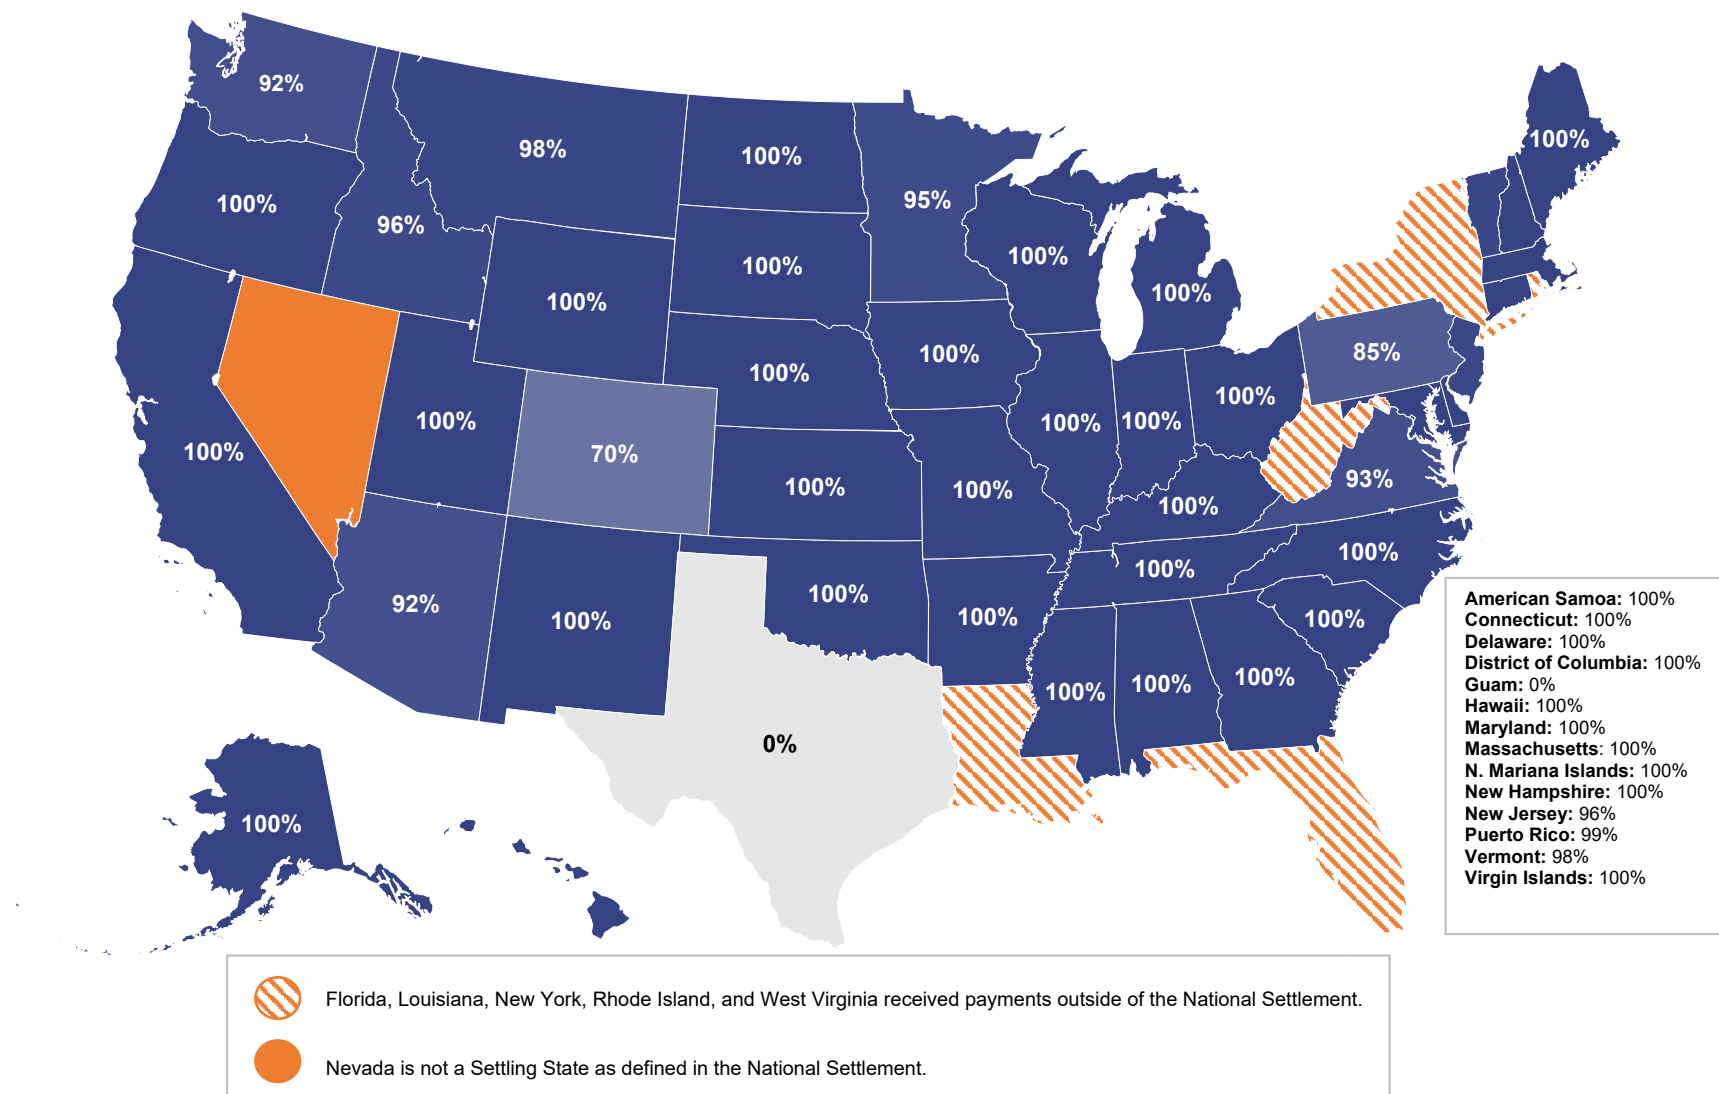 92%
98%
100%
100%
95%
100%
96%
100%
100%
100%
100%
100%
100%
85%
100%
100%
100%
100%
100%
70%
100%
100%
93%
100%
100%
100%
100%
92%
100%
100%
100%
100%
100%
100%
100%
0%
100%
American Samoa: 100%
Connecticut: 100%
Delaware: 100%
District of Columbia: 100%
Guam: 0%
Hawaii: 100%
Maryland: 100%
Massachusetts: 100%
N. Mariana Islands: 100%
New Hampshire: 100%
New Jersey: 96%
Puerto Rico: 99%
Vermont: 98%
Virgin Islands: 100%
Florida, Louisiana, New York, Rhode Island, and West Virginia received payments outside of the National Settlement.
Nevada is not a Settling State as defined in the National Settlement.